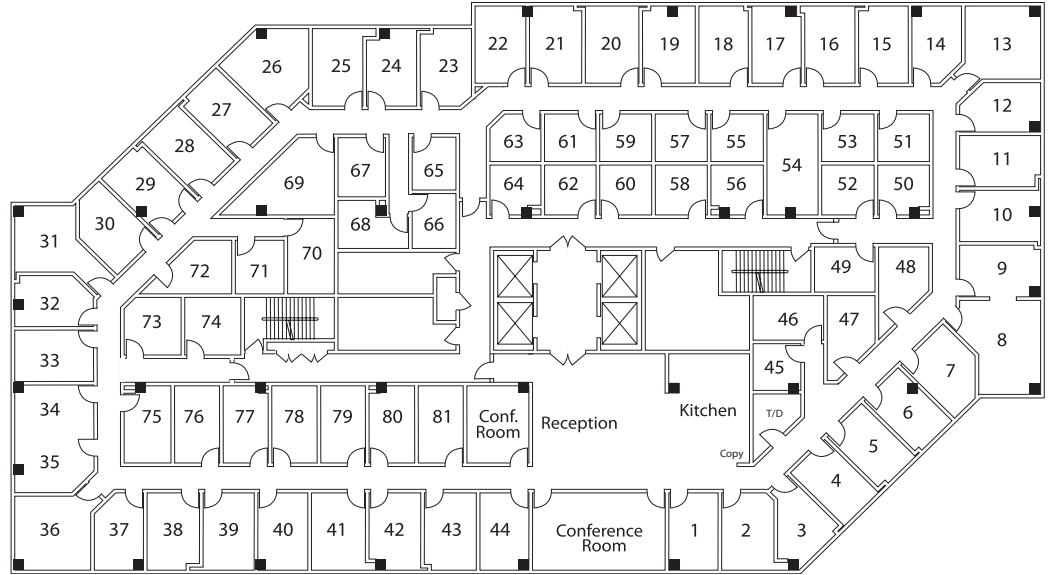 22 21 20 19 18 17 16 15 14 13
26 25 24 23
27 12
28 63 61 59 57 55 53 51
54
29 69 67 65 11
64 62 60 58 56 52 50
30 68 66 10
31 72 71 70 49 48 9
32
73 74 46 47
33 45 8
7
34 75 76 77 78 79 80 81 Conf.
Room Reception Kitchen T/D 6
35 Copy 5
4
36 37 38 39 40 41 42 43 44 Conference
Room 1 2 3